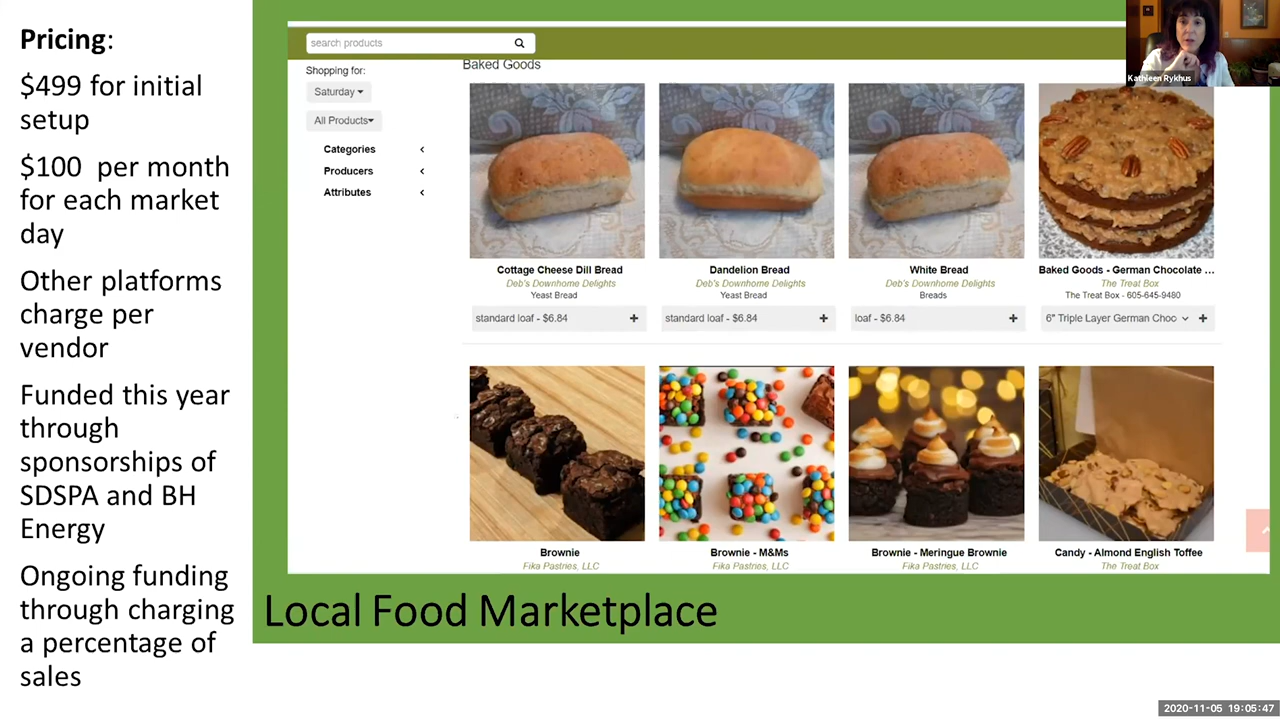 Pricing:
$499 for initial
setup
$100 per month
for each market
day
Other platforms
charge per
vendor
Funded this year
through
sponsorships of
SDSPA and BH
Energy
Ongoing funding
through charging
a percentage of
sales
search products
Shopping for:
Saturday
All Products
Categories
Producers
Attributes
Baked Goods
Cottage Cheese Dill Bread
Deb's Downhome Delights
Yeast Bread
standard loaf - $6.84 +
Dandelion Bread
Deb's Downhome Delights
Yeast Bread
standard loaf - $6.84 +
White Bread
Deb's Downhome Delights
Breads
loaf - $6.84 +
Baked Goods - German Chocolate ...
The Treat Box
The Treat Box - 605-645-9480
6" Triple Layer German Choc +
Brownie
Fika Pastries, LLC
Brownie - M&Ms
Fika Pastries, LLC
Brownie - Meringue Brownie
Fika Pastries, LLC
Candy - Almond English Toffee
The Treat Box
Local Food Marketplace
Kathleen Rykhus
2020-11-05 19:05:47